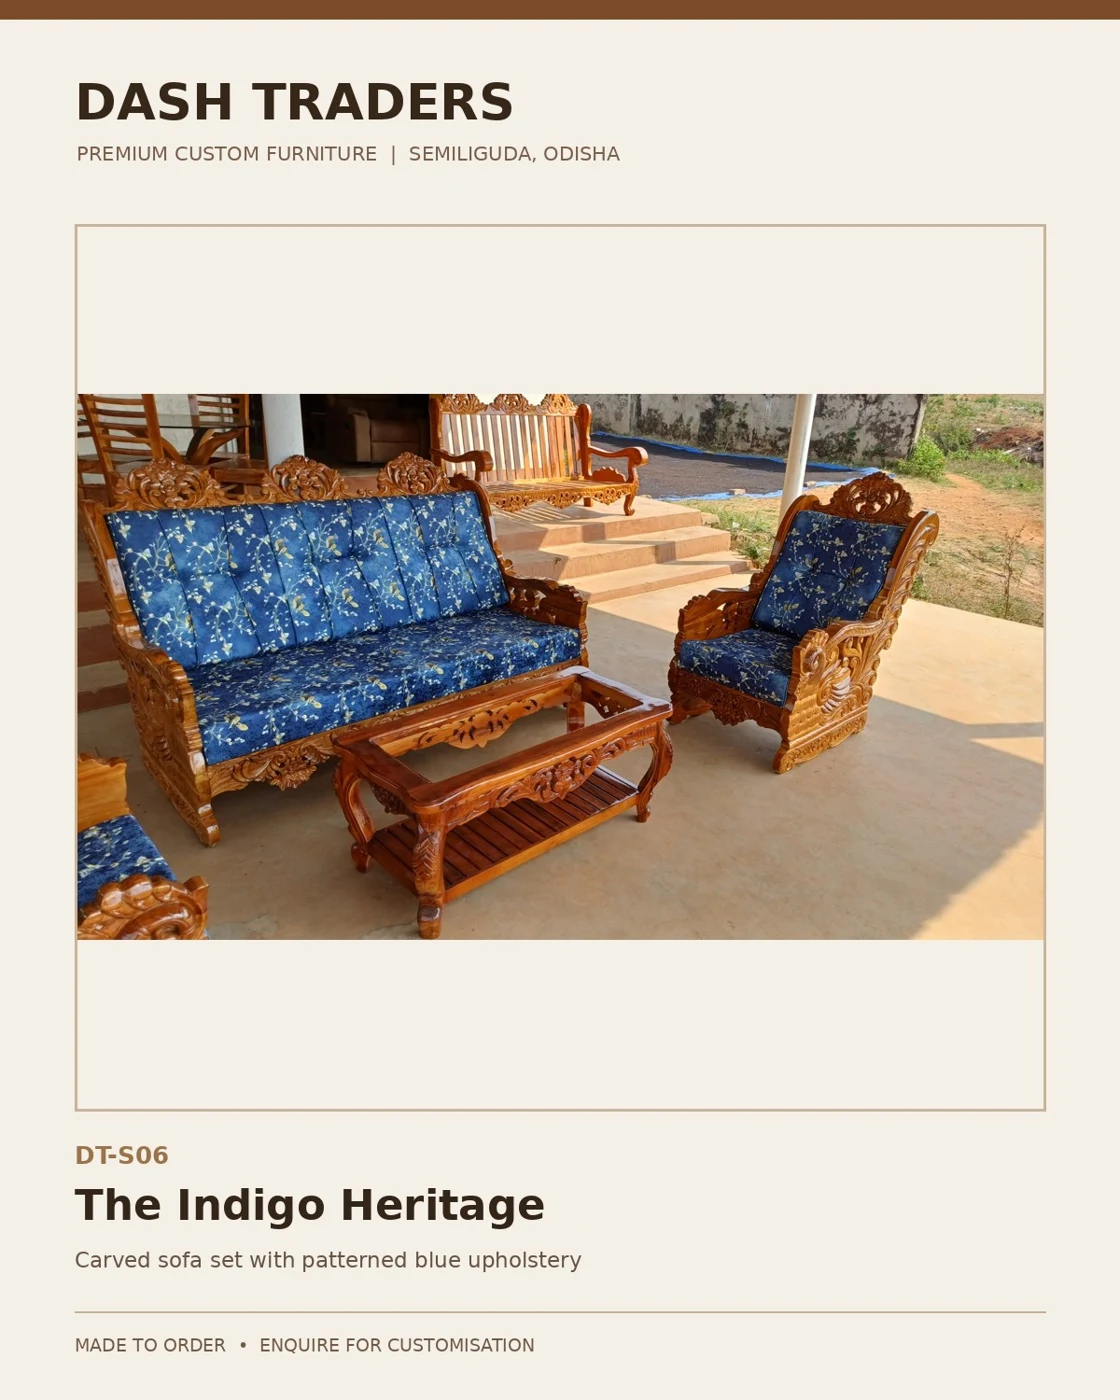 DASH TRADERS
PREMIUM CUSTOM FURNITURE | SEMILIGUDA, ODISHA
DT-S06
The Indigo Heritage
Carved sofa set with patterned blue upholstery
MADE TO ORDER • ENQUIRE FOR CUSTOMISATION